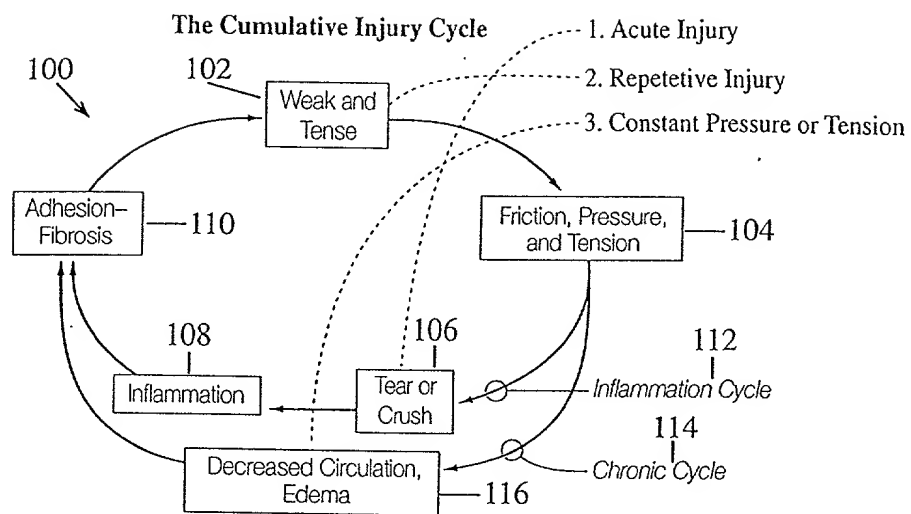 The Cumulative Injury Cycle
1. Acute Injury
100
102
2. Repetetive Injury
Weak and
Tense
3. Constant Pressure or Tension
Adhesion–
Fibrosis
110
Friction, Pressure,
and Tension
104
108
106
112
Inflammation
Tear or
Crush
Inflammation Cycle
114
Decreased Circulation,
Edema
116
Chronic Cycle